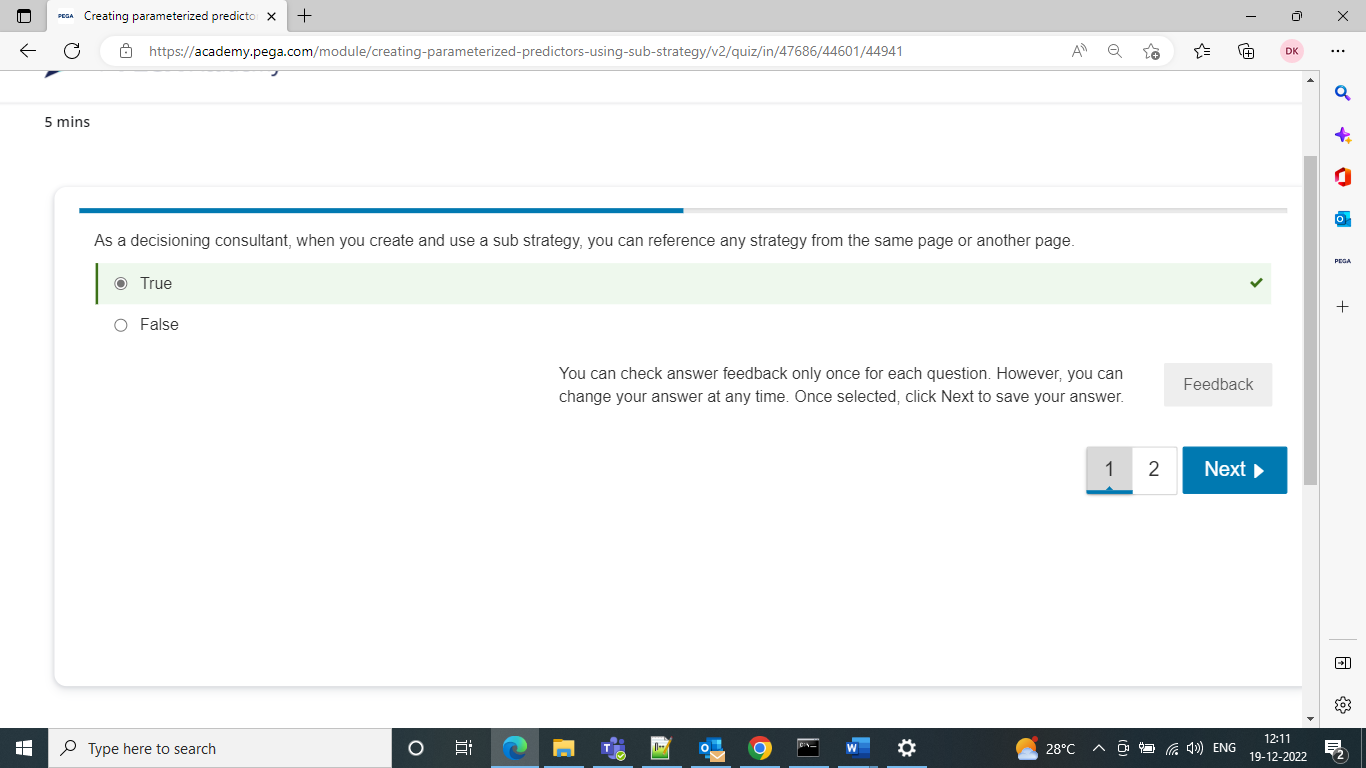 PEGA Creating parameterized predicto
https://academy.pega.com/module/creating-parameterized-predictors-using-sub-strategy/v2/quiz/in/47686/44601/44941
DK
5 mins
As a decisioning consultant, when you create and use a sub strategy, you can reference any strategy from the same page or another page.
True
False
You can check answer feedback only once for each question. However, you can
change your answer at any time. Once selected, click Next to save your answer.
Feedback
1 2 Next
PEGA
Type here to search
28°C
ENG
12:11
19-12-2022
2